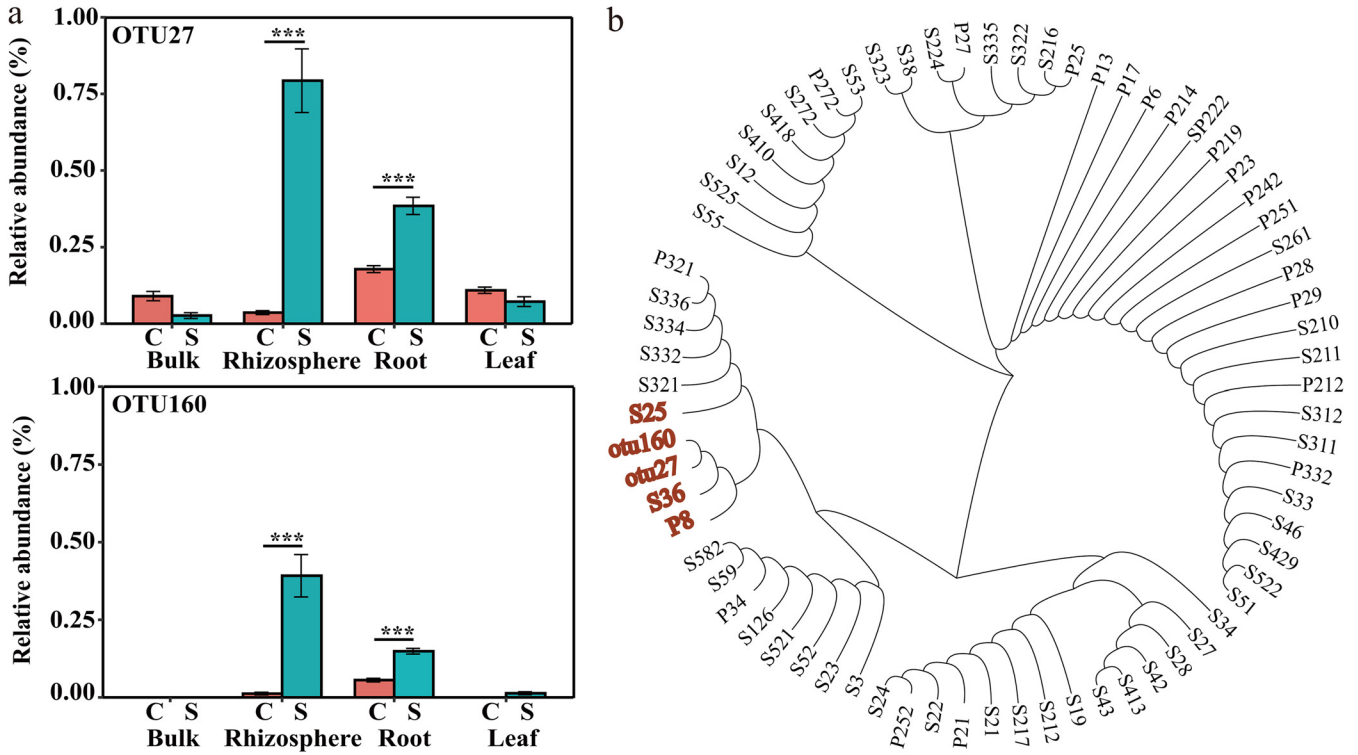 a
OTU27
Relative abundance (%)
1.00
0.75
0.50
0.25
0.00
***
***
C S C S C S C S
Bulk Rhizosphere Root Leaf
OTU160
Relative abundance (%)
1.00
0.75
0.50
0.25
0.00
***
***
C S C S C S C S
Bulk Rhizosphere Root Leaf
b
S323
S38
S224
P27
S335
S322
S216
P25
P13
P17
P6
P214
SP222
P219
P23
P242
P251
S261
P28
P29
S210
S211
P212
S312
S311
P332
S33
S46
S429
S522
S51
S34
S27
S28
S42
S413
S43
S19
S212
S217
S21
P21
S22
P252
S24
S3
S23
S52
S521
S126
P34
S59
S582
P8
S36
otu27
otu160
S25
S321
S332
S334
S336
P321
S55
S525
S12
S410
S418
S272
P272
S53